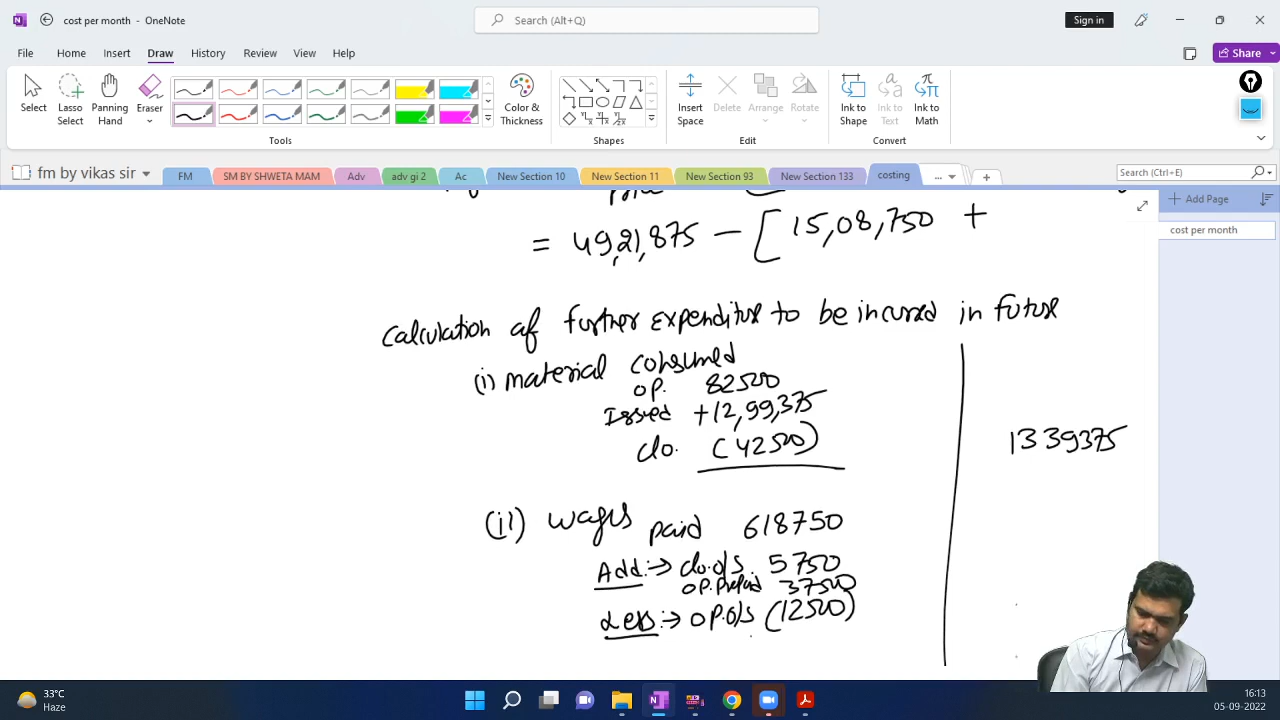 cost per month - OneNote
Search (Alt+Q)
Sign in
File Home Insert Draw History Review View Help
Share
Select
Lasso Select
Panning Hand
Eraser
Color & Thickness
Insert Space
Delete
Arrange
Rotate
Ink to Shape
Ink to Text
Ink to Math
Tools
Shapes
Edit
Convert
fm by vikas sir
FM
SM BY SHWETA MAM
Adv
adv gi 2
Ac
New Section 10
New Section 11
New Section 93
New Section 133
costing
...
Search (Ctrl+E)
Add Page
cost per month
= 49,21,875 - [ 15,08,750 +
Calculation of further expenditure to be incurred in future
(i) material consumed
op. 82500
Issued +12,99,375
clo. (42500)
1339375
(ii) wages paid 618750
Add:→ clo.o/s. 5750
op.prepaid 37500
Less:→ op.o/s (12500)
33°C
Haze
16:13
05-09-2022